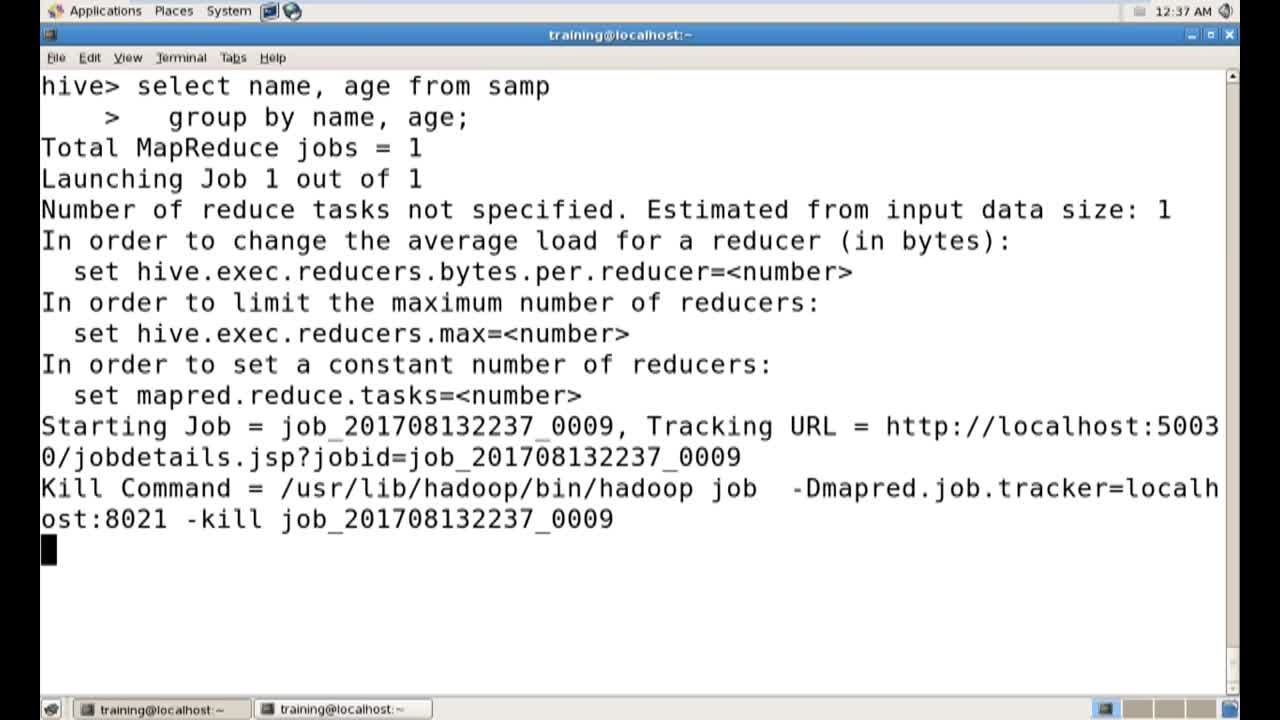 Applications Places System 12:37 AM
training@localhost:~
File Edit View Terminal Tabs Help
hive> select name, age from samp
    >   group by name, age;
Total MapReduce jobs = 1
Launching Job 1 out of 1
Number of reduce tasks not specified. Estimated from input data size: 1
In order to change the average load for a reducer (in bytes):
  set hive.exec.reducers.bytes.per.reducer=<number>
In order to limit the maximum number of reducers:
  set hive.exec.reducers.max=<number>
In order to set a constant number of reducers:
  set mapred.reduce.tasks=<number>
Starting Job = job_201708132237_0009, Tracking URL = http://localhost:5003
0/jobdetails.jsp?jobid=job_201708132237_0009
Kill Command = /usr/lib/hadoop/bin/hadoop job  -Dmapred.job.tracker=localh
ost:8021 -kill job_201708132237_0009
training@localhost:~ training@localhost:~